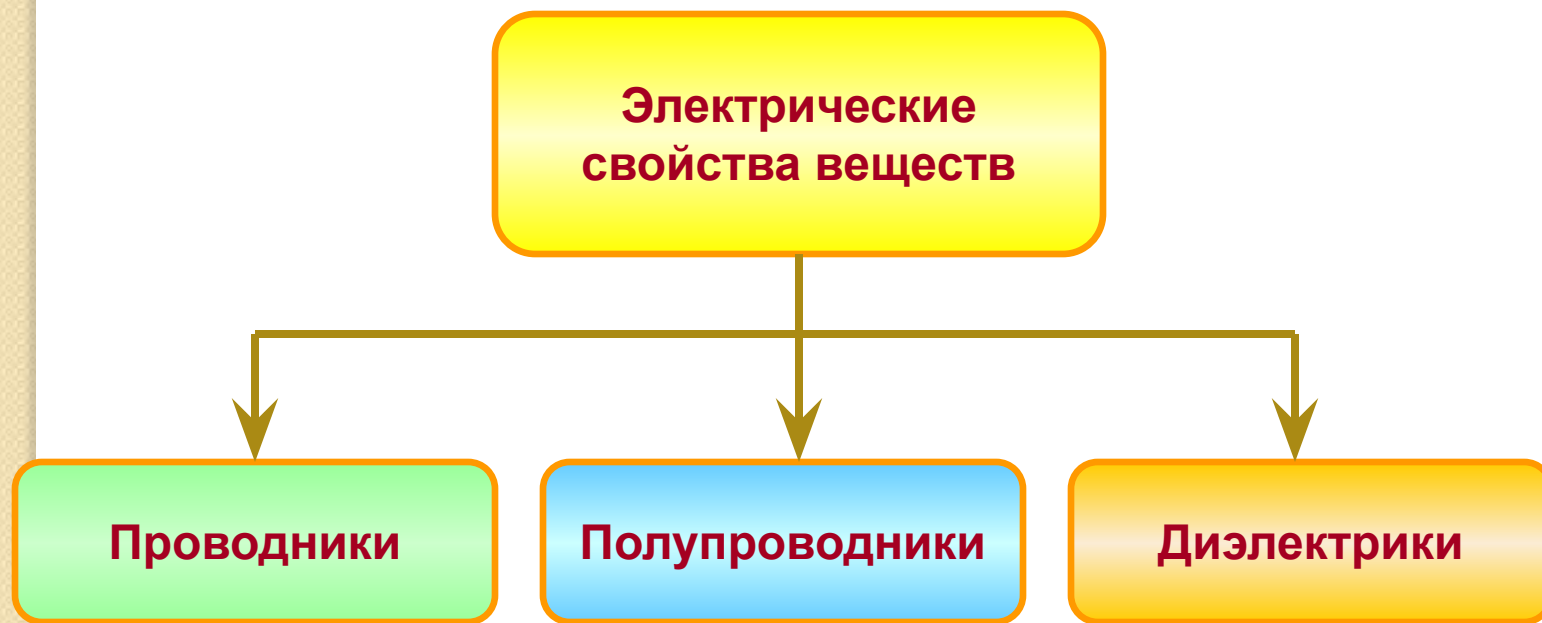 Электрические
свойства веществ
Проводники
Полупроводники
Диэлектрики